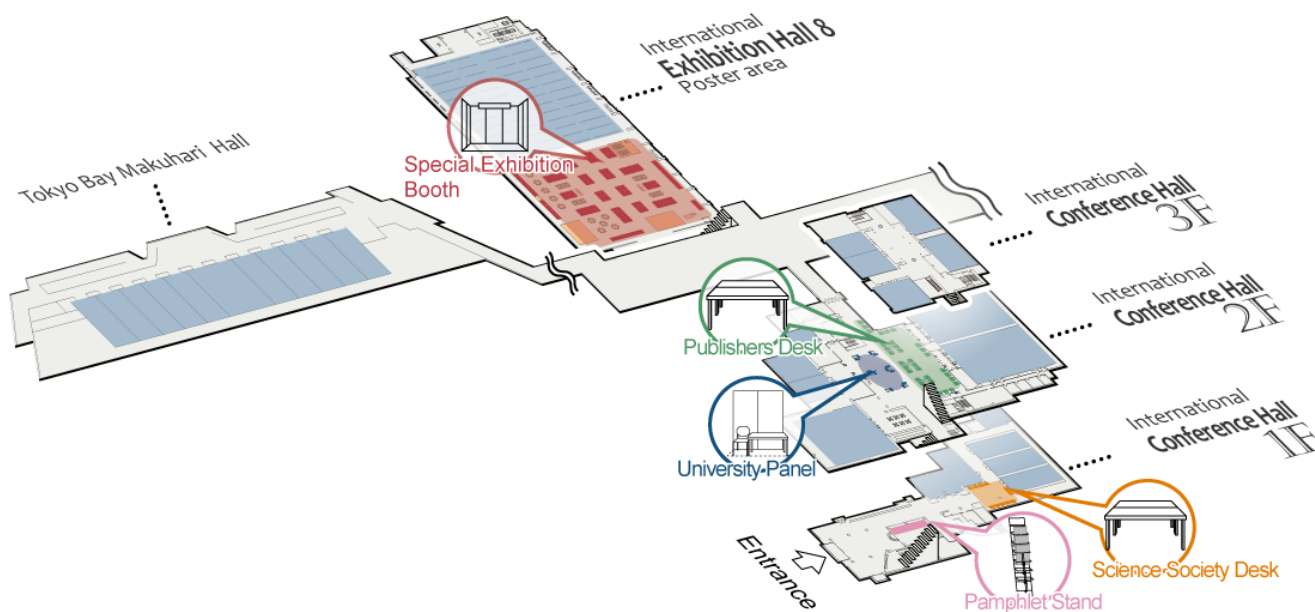 International
Exhibition Hall 8
Poster area
Special Exhibition
Booth
Tokyo Bay Makuhari Hall
International
Conference Hall
3F
International
Conference Hall
2F
Publishers Desk
University Panel
International
Conference Hall
1F
Entrance
Science Society Desk
Pamphlet Stand